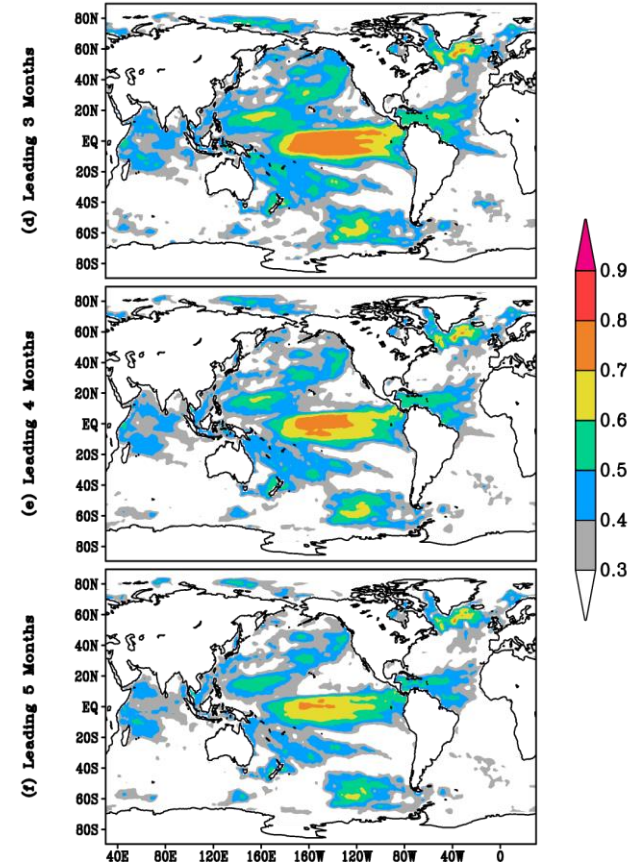 (d) Leading 3 Months
80N
60N
40N
20N
EQ
20S
40S
60S
80S
(e) Leading 4 Months
80N
60N
40N
20N
EQ
20S
40S
60S
80S
(f) Leading 5 Months
80N
60N
40N
20N
EQ
20S
40S
60S
80S
40E 80E 120E 160E 160W 120W 80W 40W 0
0.9
0.8
0.7
0.6
0.5
0.4
0.3